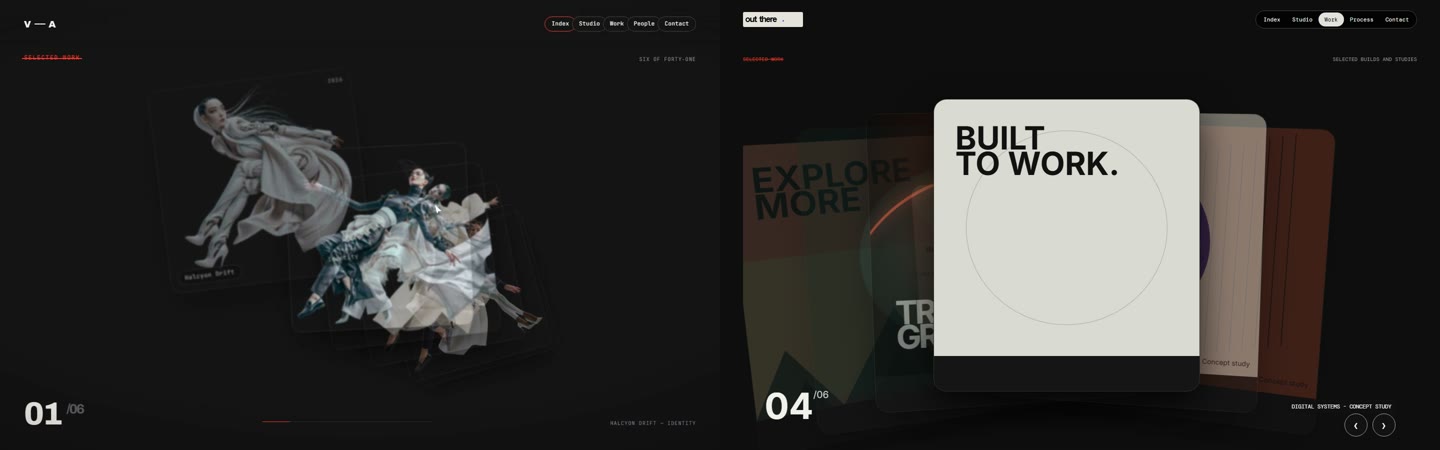 V — A
Index Studio Work People Contact
SELECTED WORK
SIX OF FORTY-ONE
Halcyon Drift
01 /06
HALCYON DRIFT — IDENTITY
out there .
Index Studio Work Process Contact
SELECTED WORK
SELECTED BUILDS AND STUDIES
EXPLORE
MORE
BUILT
TO WORK.
TR
GR
Concept study
Concept study
04 /06
DIGITAL SYSTEMS - CONCEPT STUDY